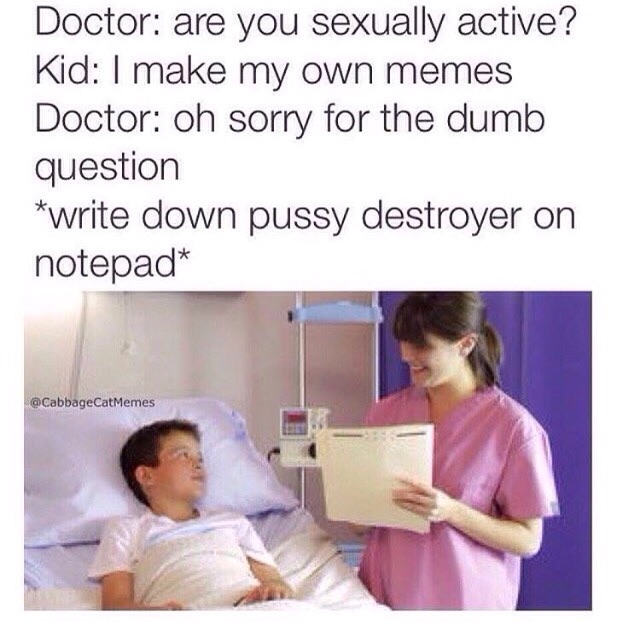 Doctor: are you sexually active?
Kid: I make my own memes
Doctor: oh sorry for the dumb
question
*write down pussy destroyer on
notepad*
@CabbageCatMemes